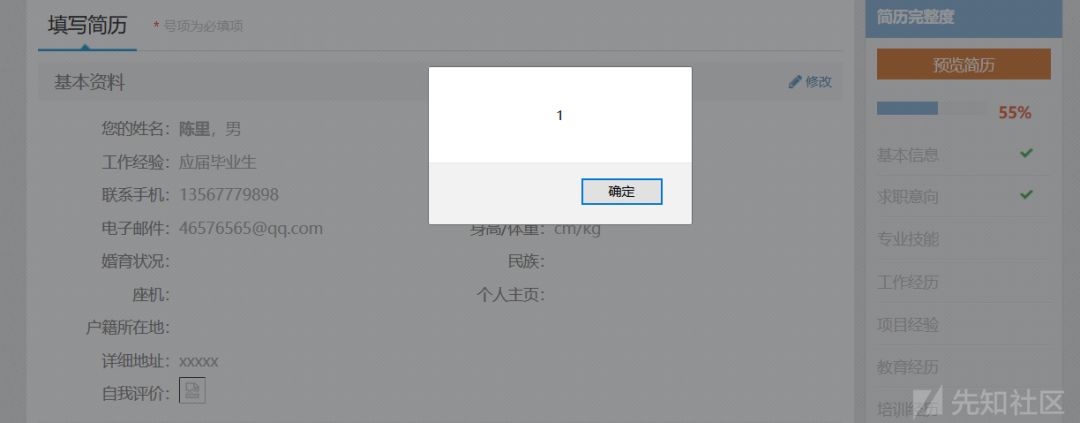 填写简历 * 号项为必填项
基本资料 修改
您的姓名：陈里，男
工作经验：应届毕业生
联系手机：13567779898
电子邮件：46576565@qq.com 身高/体重：cm/kg
婚育状况： 民族：
座机： 个人主页：
户籍所在地：
详细地址：xxxxx
自我评价：
1
确定
简历完整度
预览简历
55%
基本信息
求职意向
专业技能
工作经历
项目经验
教育经历
培训经历
先知社区